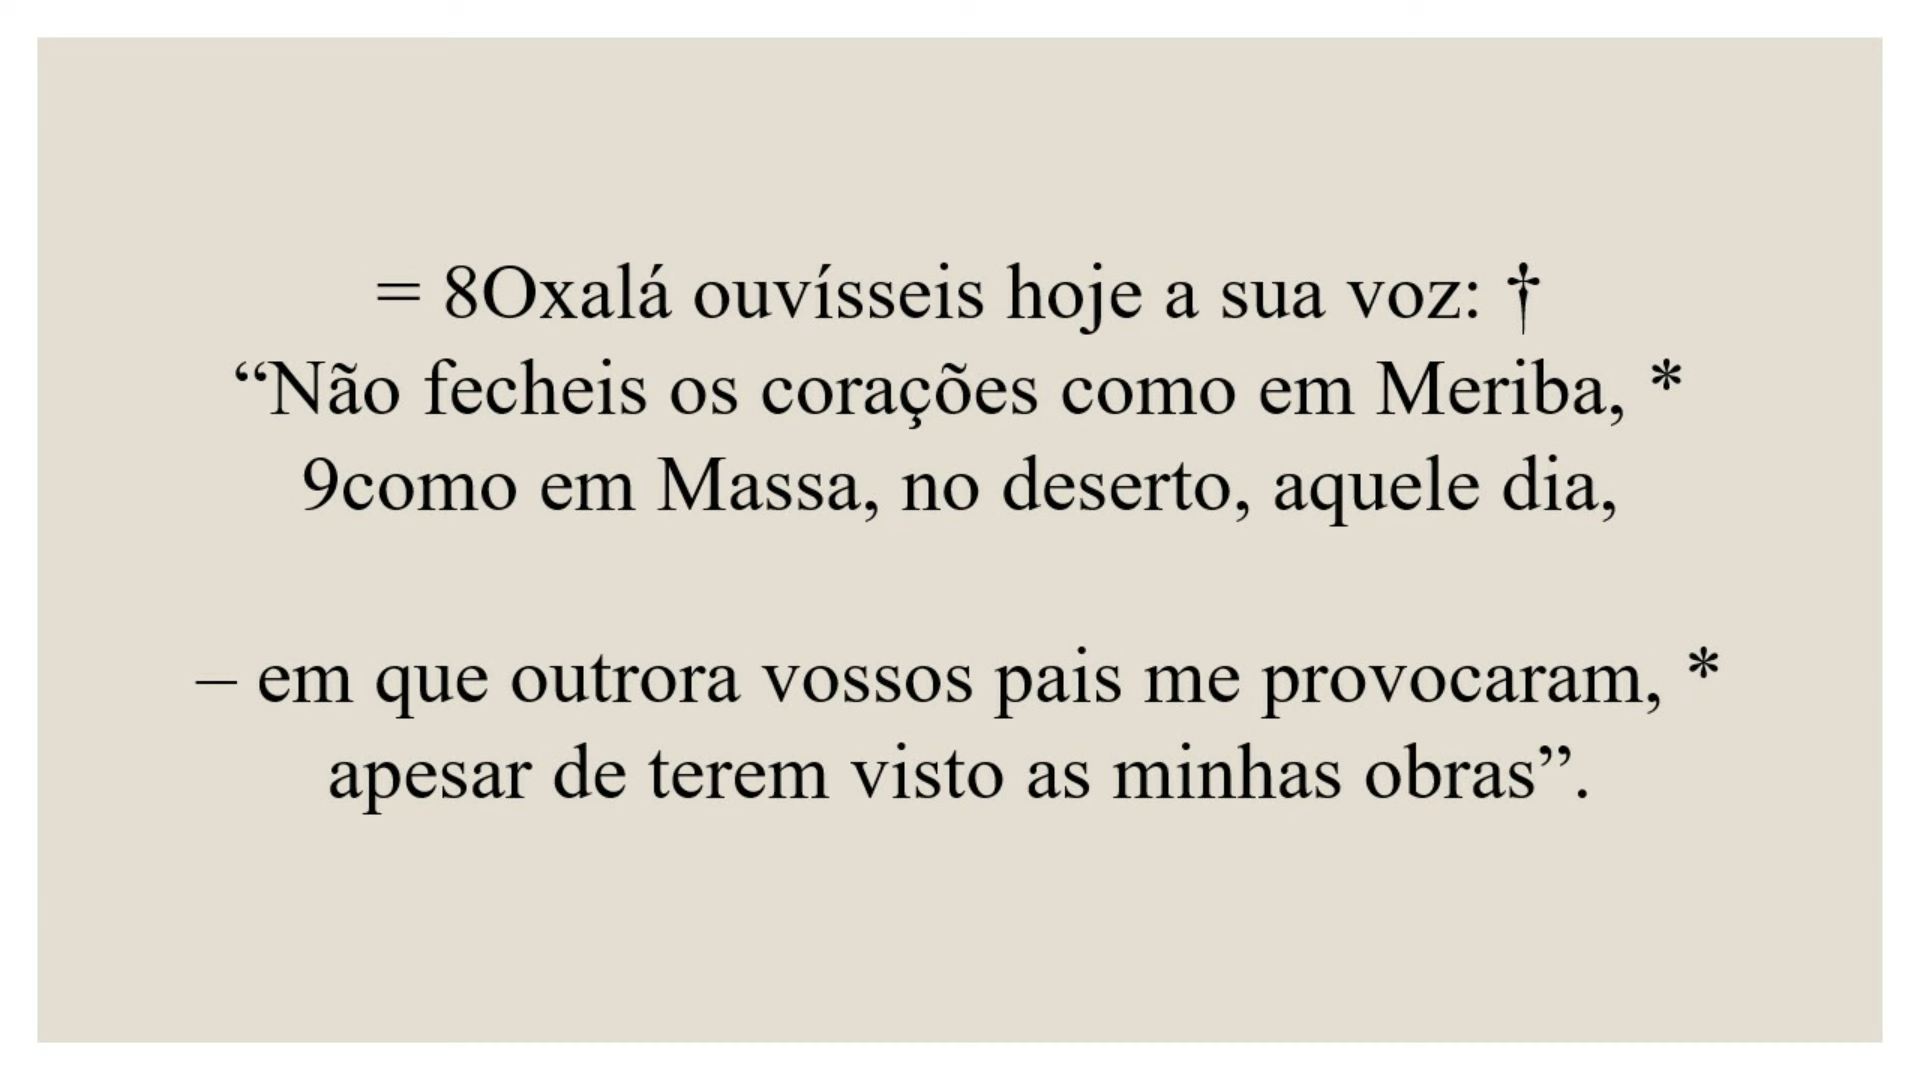 = 8Oxalá ouvísseis hoje a sua voz: †
“Não fecheis os corações como em Meriba, *
9como em Massa, no deserto, aquele dia,
– em que outrora vossos pais me provocaram, *
apesar de terem visto as minhas obras”.